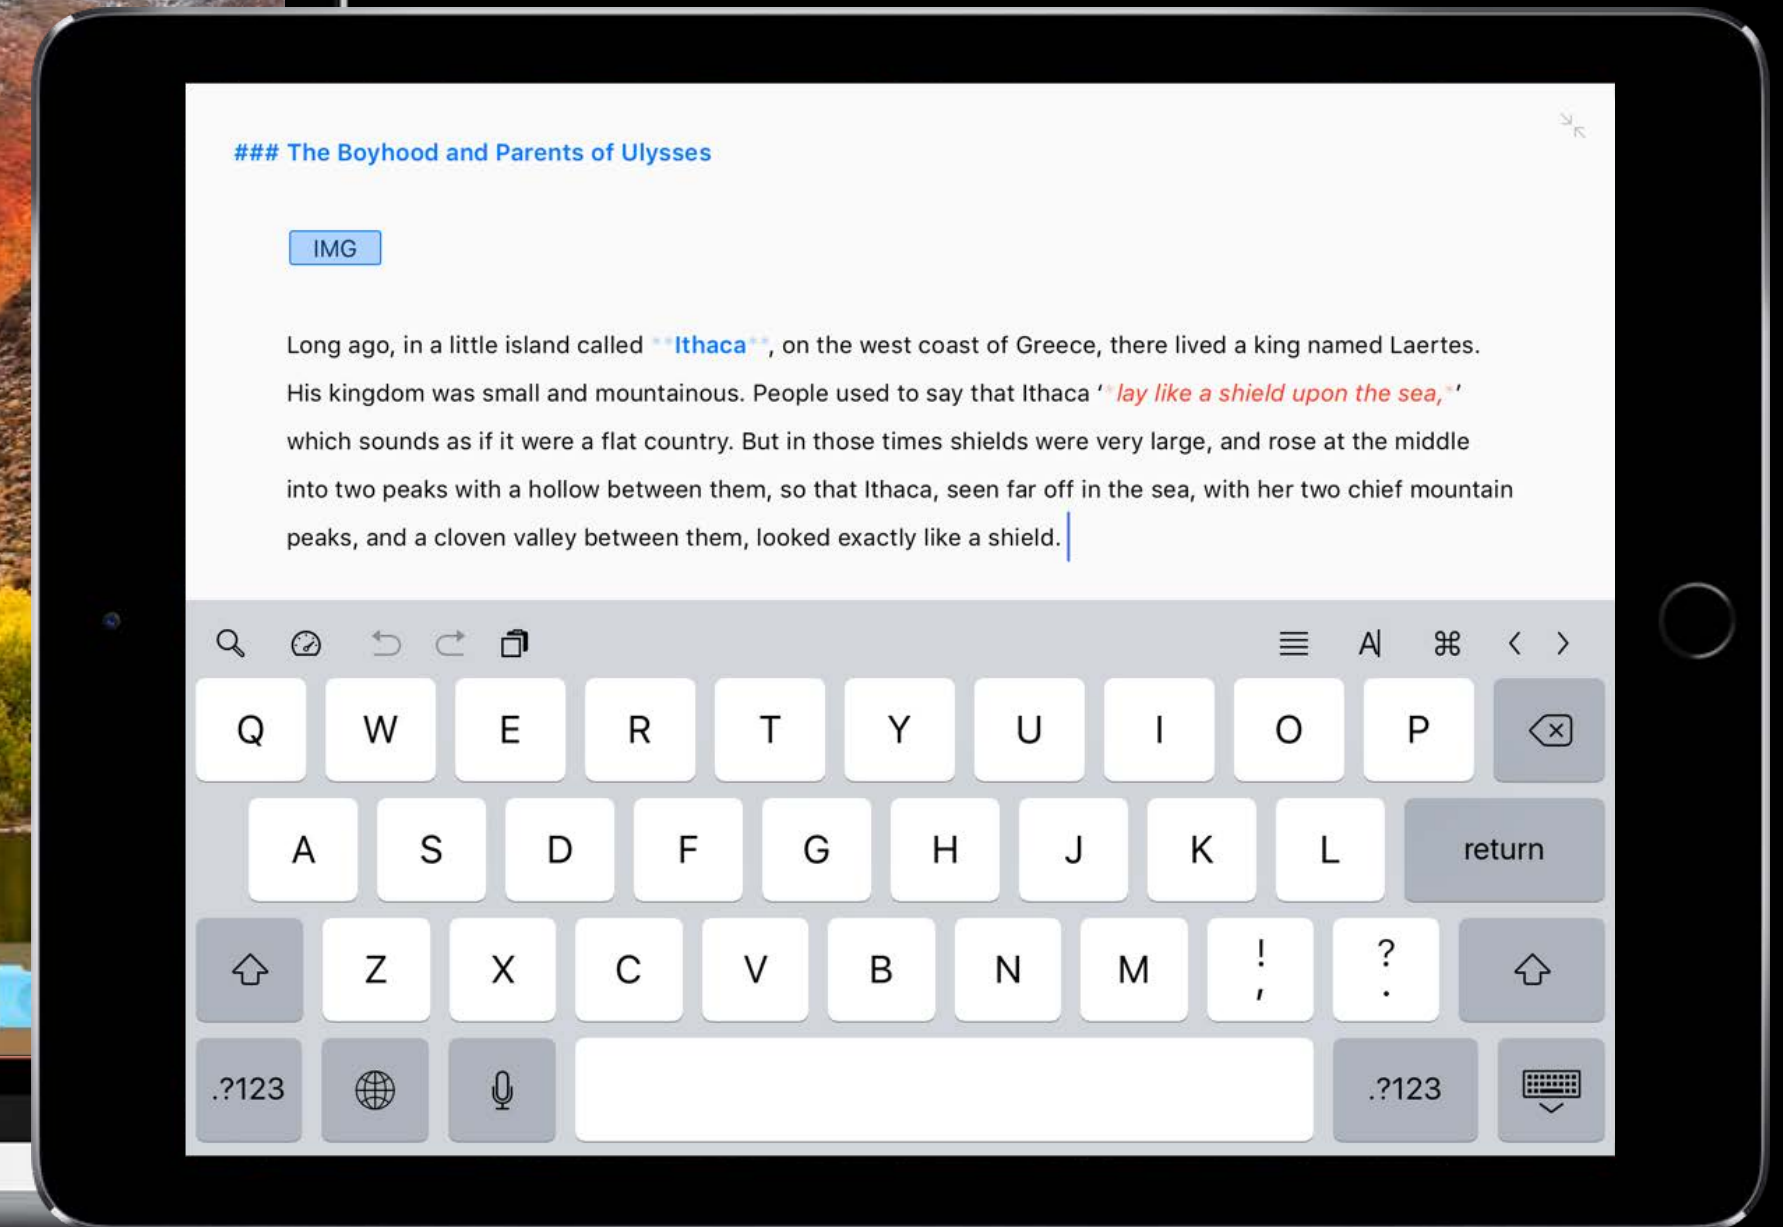 ### The Boyhood and Parents of Ulysses
IMG
Long ago, in a little island called **Ithaca**, on the west coast of Greece, there lived a king named Laertes.
His kingdom was small and mountainous. People used to say that Ithaca ‘*lay like a shield upon the sea,*’
which sounds as if it were a flat country. But in those times shields were very large, and rose at the middle
into two peaks with a hollow between them, so that Ithaca, seen far off in the sea, with her two chief mountain
peaks, and a cloven valley between them, looked exactly like a shield.
A
Q W E R T Y U I O P
A S D F G H J K L return
Z X C V B N M ! , ? .
.?123 .?123